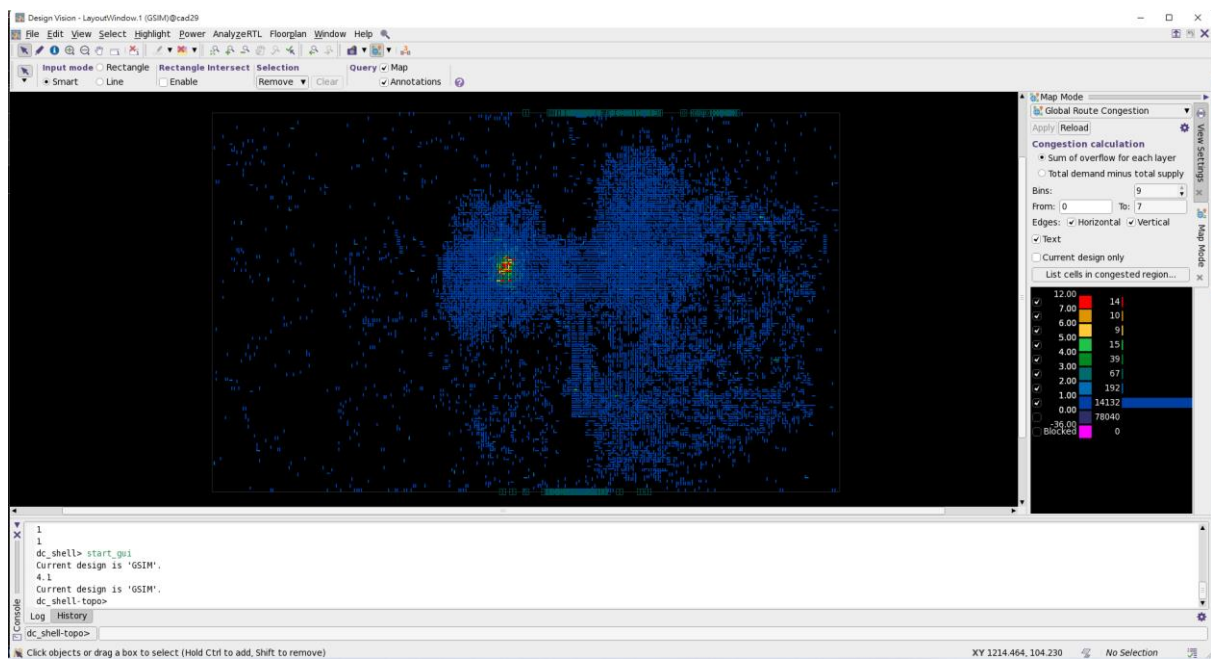 Design Vision - LayoutWindow.1 (GSIM)@cad29
File Edit View Select Highlight Power AnalyzeRTL Floorplan Window Help
Input mode Rectangle Rectangle Intersect Selection Query Map
Smart Line Enable Remove Clear Annotations
Map Mode
Global Route Congestion
Apply Reload
Congestion calculation
Sum of overflow for each layer
Total demand minus total supply
Bins: 9
From: 0 To: 7
Edges: Horizontal Vertical
Text
Current design only
List cells in congested region...
View Settings
Map Mode
12.00
14
7.00
10
6.00
9
5.00
15
4.00
39
3.00
67
2.00
192
1.00
14132
0.00
78040
-36.00
Blocked 0
1
1
dc_shell> start_gui
Current design is 'GSIM'.
4.1
Current design is 'GSIM'.
dc_shell-topo>
Console
Log History
dc_shell-topo>
Click objects or drag a box to select (Hold Ctrl to add, Shift to remove) XY 1214.464, 104.230 No Selection